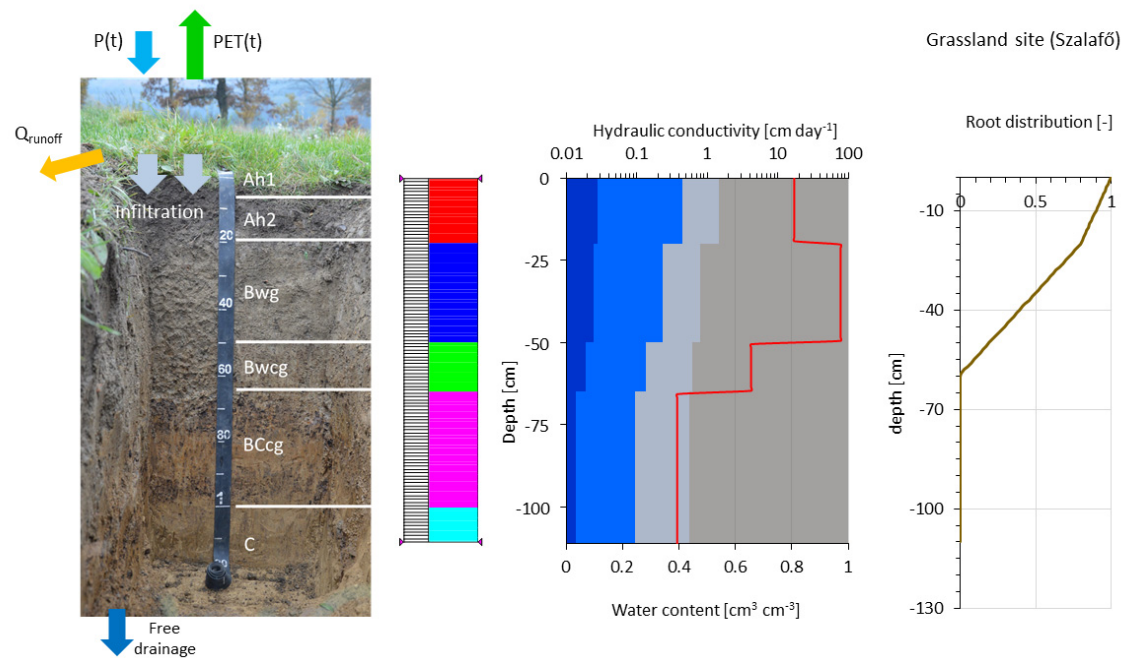 P(t)
PET(t)
Grassland site (Szalafő)
Q_runoff
Infiltration
Ah1
Ah2
20
Bwg
40
Bwcg
60
BCcg
80
C
Free
drainage
Hydraulic conductivity [cm day⁻¹]
0.01 0.1 1 10 100
0
-25
-50
-75
-100
Depth [cm]
0 0.2 0.4 0.6 0.8 1
Water content [cm³ cm⁻³]
Root distribution [-]
0 0.5 1
-10
-40
-70
-100
-130
depth [cm]